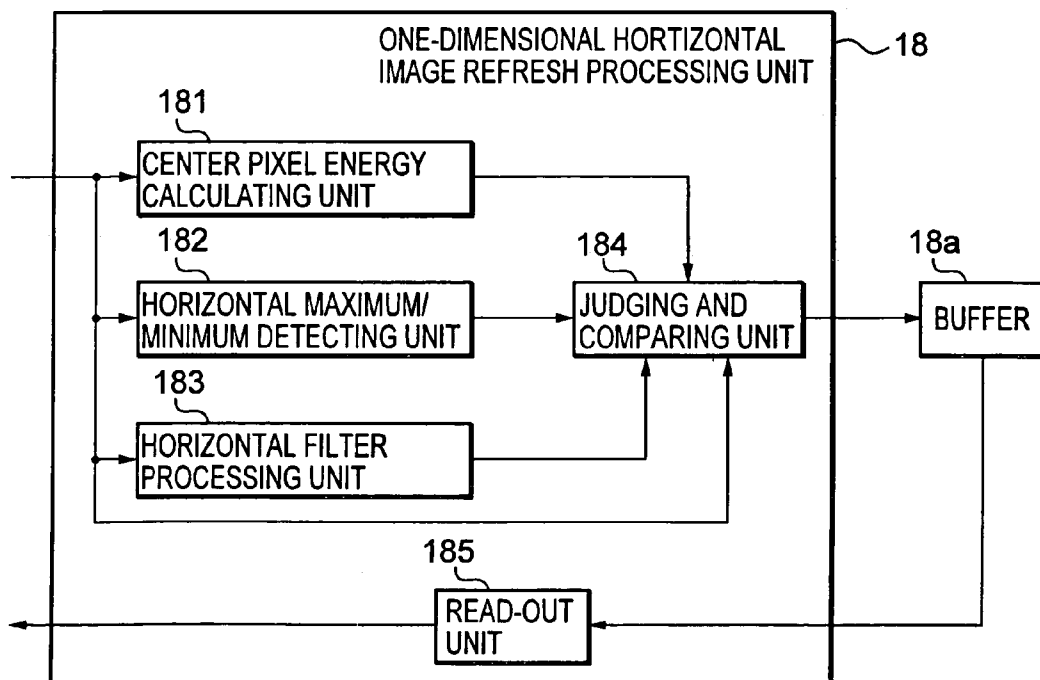 ONE-DIMENSIONAL HORTIZONTAL
IMAGE REFRESH PROCESSING UNIT
18
181
CENTER PIXEL ENERGY
CALCULATING UNIT
182
HORIZONTAL MAXIMUM/
MINIMUM DETECTING UNIT
184
JUDGING AND
COMPARING UNIT
18a
BUFFER
183
HORIZONTAL FILTER
PROCESSING UNIT
185
READ-OUT
UNIT